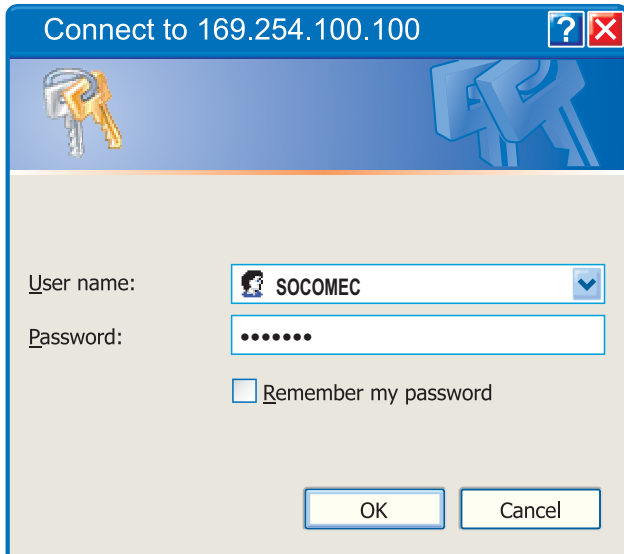 Connect to 169.254.100.100
User name:
SOCOMEC
Password:
•••••••
Remember my password
OK
Cancel